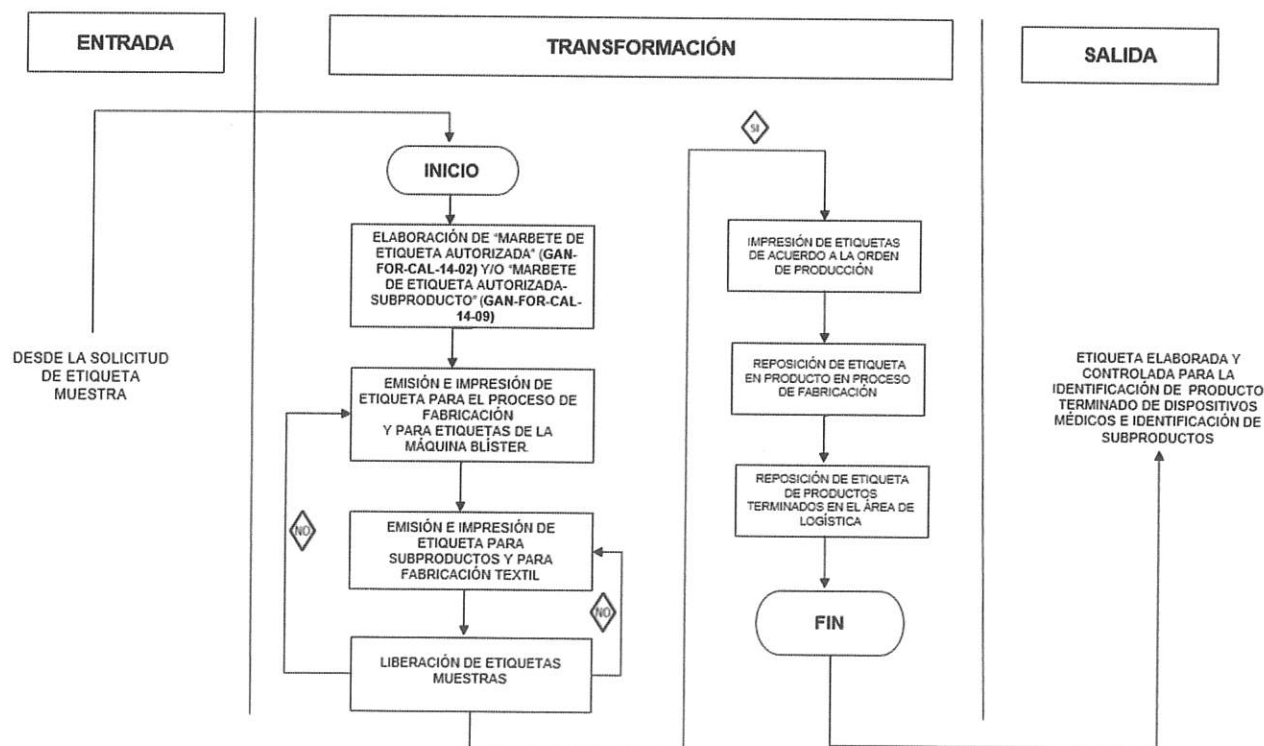 ENTRADA
TRANSFORMACIÓN
SALIDA
DESDE LA SOLICITUD
DE ETIQUETA
MUESTRA
INICIO
ELABORACIÓN DE “MARBETE DE
ETIQUETA AUTORIZADA” (GAN-
FOR-CAL-14-02) Y/O “MARBETE
DE ETIQUETA AUTORIZADA-
SUBPRODUCTO” (GAN-FOR-CAL-
14-09)
EMISIÓN E IMPRESIÓN DE
ETIQUETA PARA EL PROCESO DE
FABRICACIÓN
Y PARA ETIQUETAS DE LA
MÁQUINA BLÍSTER.
NO
EMISIÓN E IMPRESIÓN DE
ETIQUETA PARA
SUBPRODUCTOS Y PARA
FABRICACIÓN TEXTIL
NO
LIBERACIÓN DE ETIQUETAS
MUESTRAS
SI
IMPRESIÓN DE ETIQUETAS
DE ACUERDO A LA ORDEN
DE PRODUCCIÓN
REPOSICIÓN DE ETIQUETA
EN PRODUCTO EN PROCESO
DE FABRICACIÓN
REPOSICIÓN DE ETIQUETA
DE PRODUCTOS
TERMINADOS EN EL ÁREA DE
LOGÍSTICA
FIN
ETIQUETA ELABORADA Y
CONTROLADA PARA LA
IDENTIFICACIÓN DE PRODUCTO
TERMINADO DE DISPOSITIVOS
MÉDICOS E IDENTIFICACIÓN DE
SUBPRODUCTOS